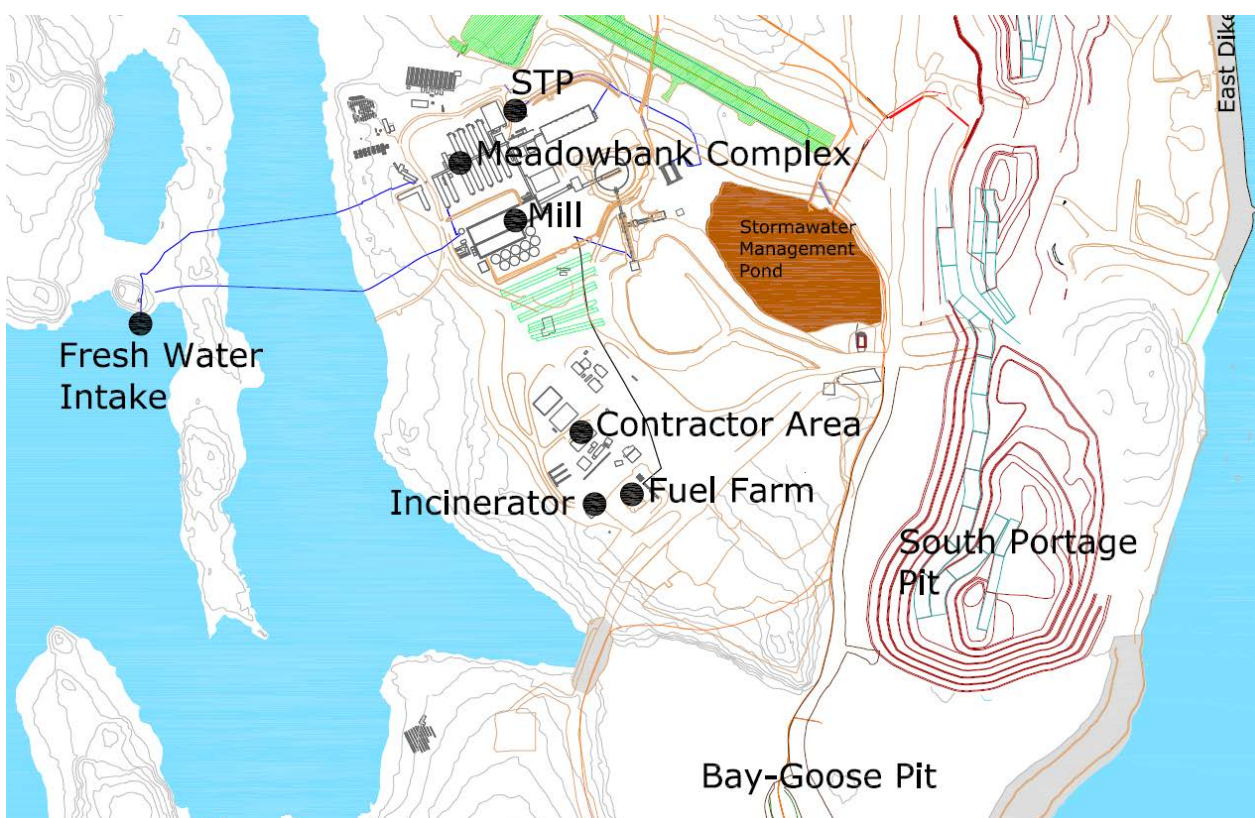 STP
East Dike
Meadowbank Complex
Mill
Stormawater
Management
Pond
Fresh Water
Intake
Contractor Area
Incinerator
Fuel Farm
South Portage
Pit
Bay-Goose Pit